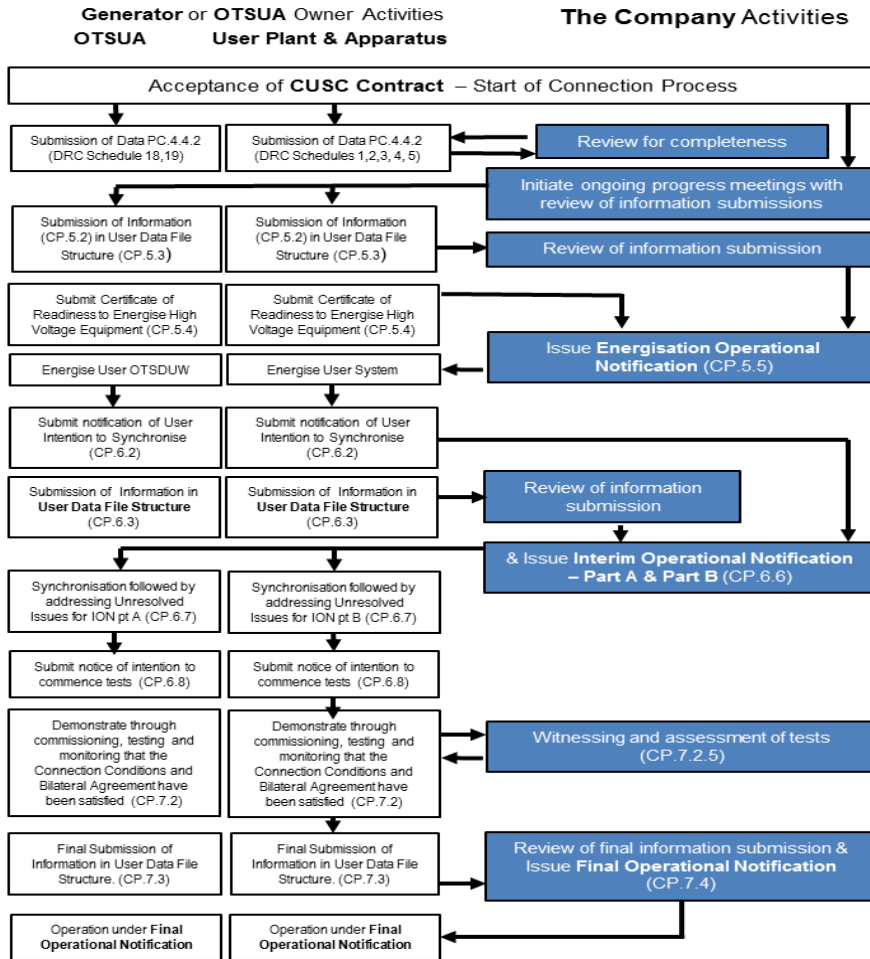 Generator or OTSUA Owner Activities
The Company Activities
OTSUA
User Plant & Apparatus
Acceptance of CUSC Contract – Start of Connection Process
Submission of Data PC.4.4.2
(DRC Schedule 18,19)
Submission of Data PC.4.4.2
(DRC Schedules 1,2,3, 4, 5)
Review for completeness
Initiate ongoing progress meetings with
review of information submissions
Submission of Information
(CP.5.2) in User Data File
Structure (CP.5.3)
Submission of Information
(CP.5.2) in User Data File
Structure (CP.5.3)
Review of information submission
Submit Certificate of
Readiness to Energise High
Voltage Equipment (CP.5.4)
Submit Certificate of
Readiness to Energise High
Voltage Equipment (CP.5.4)
Issue Energisation Operational
Notification (CP.5.5)
Energise User OTSDUW
Energise User System
Submit notification of User
Intention to Synchronise
(CP.6.2)
Submit notification of User
Intention to Synchronise
(CP.6.2)
Submission of Information in
User Data File Structure
(CP.6.3)
Submission of Information in
User Data File Structure
(CP.6.3)
Review of information
submission
& Issue Interim Operational Notification
– Part A & Part B (CP.6.6)
Synchronisation followed by
addressing Unresolved
Issues for ION pt A (CP.6.7)
Synchronisation followed by
addressing Unresolved
Issues for ION pt B (CP.6.7)
Submit notice of intention to
commence tests (CP.6.8)
Submit notice of intention to
commence tests (CP.6.8)
Demonstrate through
commissioning, testing and
monitoring that the
Connection Conditions and
Bilateral Agreement have
been satisfied (CP.7.2)
Demonstrate through
commissioning, testing and
monitoring that the
Connection Conditions and
Bilateral Agreement have
been satisfied (CP.7.2)
Witnessing and assessment of tests
(CP.7.2.5)
Final Submission of
Information in User Data File
Structure. (CP.7.3)
Final Submission of
Information in User Data File
Structure. (CP.7.3)
Review of final information submission &
Issue Final Operational Notification
(CP.7.4)
Operation under Final
Operational Notification
Operation under Final
Operational Notification